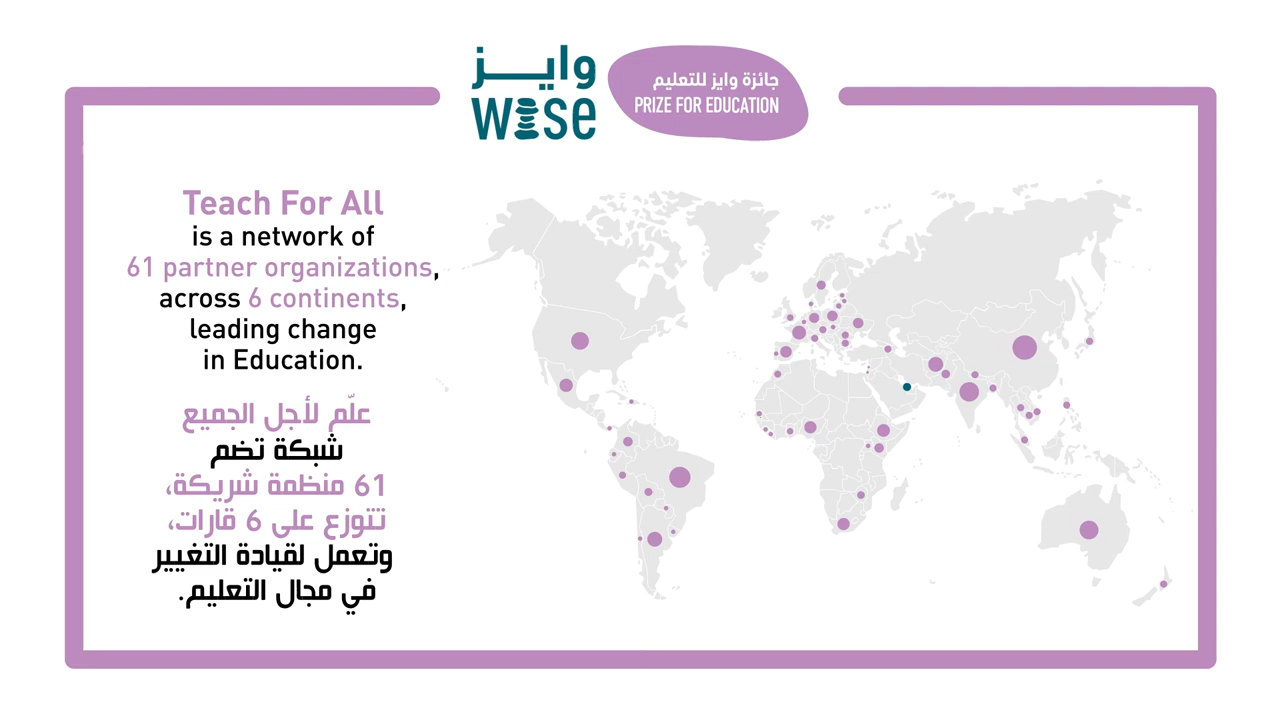 وايز
wise
جائزة وايز للتعليم
PRIZE FOR EDUCATION
Teach For All
is a network of
61 partner organizations,
across 6 continents,
leading change
in Education.
علّم لأجل الجميع
شبكة تضم
61 منظمة شريكة،
تتوزع على 6 قارات،
وتعمل لقيادة التغيير
في مجال التعليم.